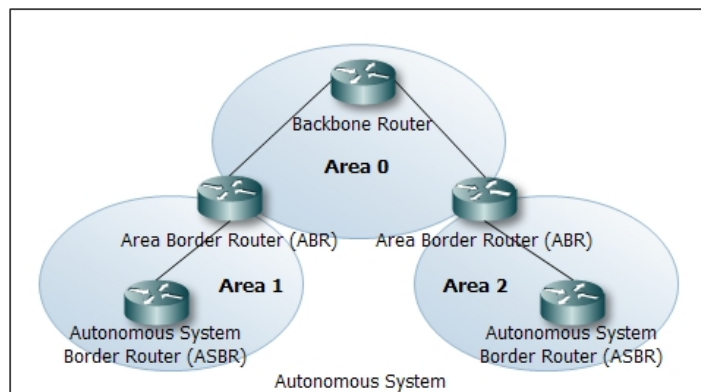 Backbone Router
Area 0
Area Border Router (ABR)
Area Border Router (ABR)
Area 1
Area 2
Autonomous System
Border Router (ASBR)
Autonomous System
Border Router (ASBR)
Autonomous System